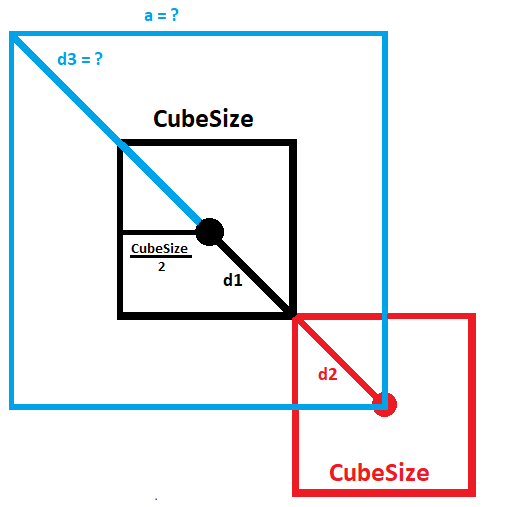 a = ?
d3 = ?
CubeSize
CubeSize
2
d1
d2
CubeSize